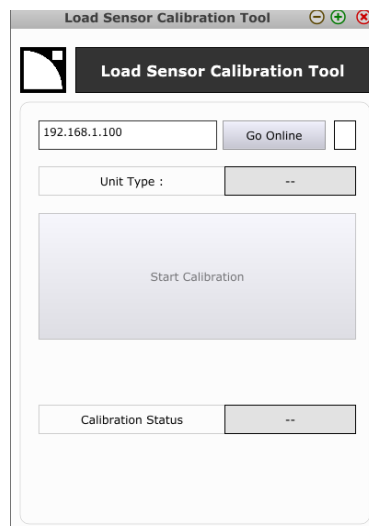 Load Sensor Calibration Tool
Load Sensor Calibration Tool
192.168.1.100 Go Online
Unit Type : --
Start Calibration
Calibration Status --